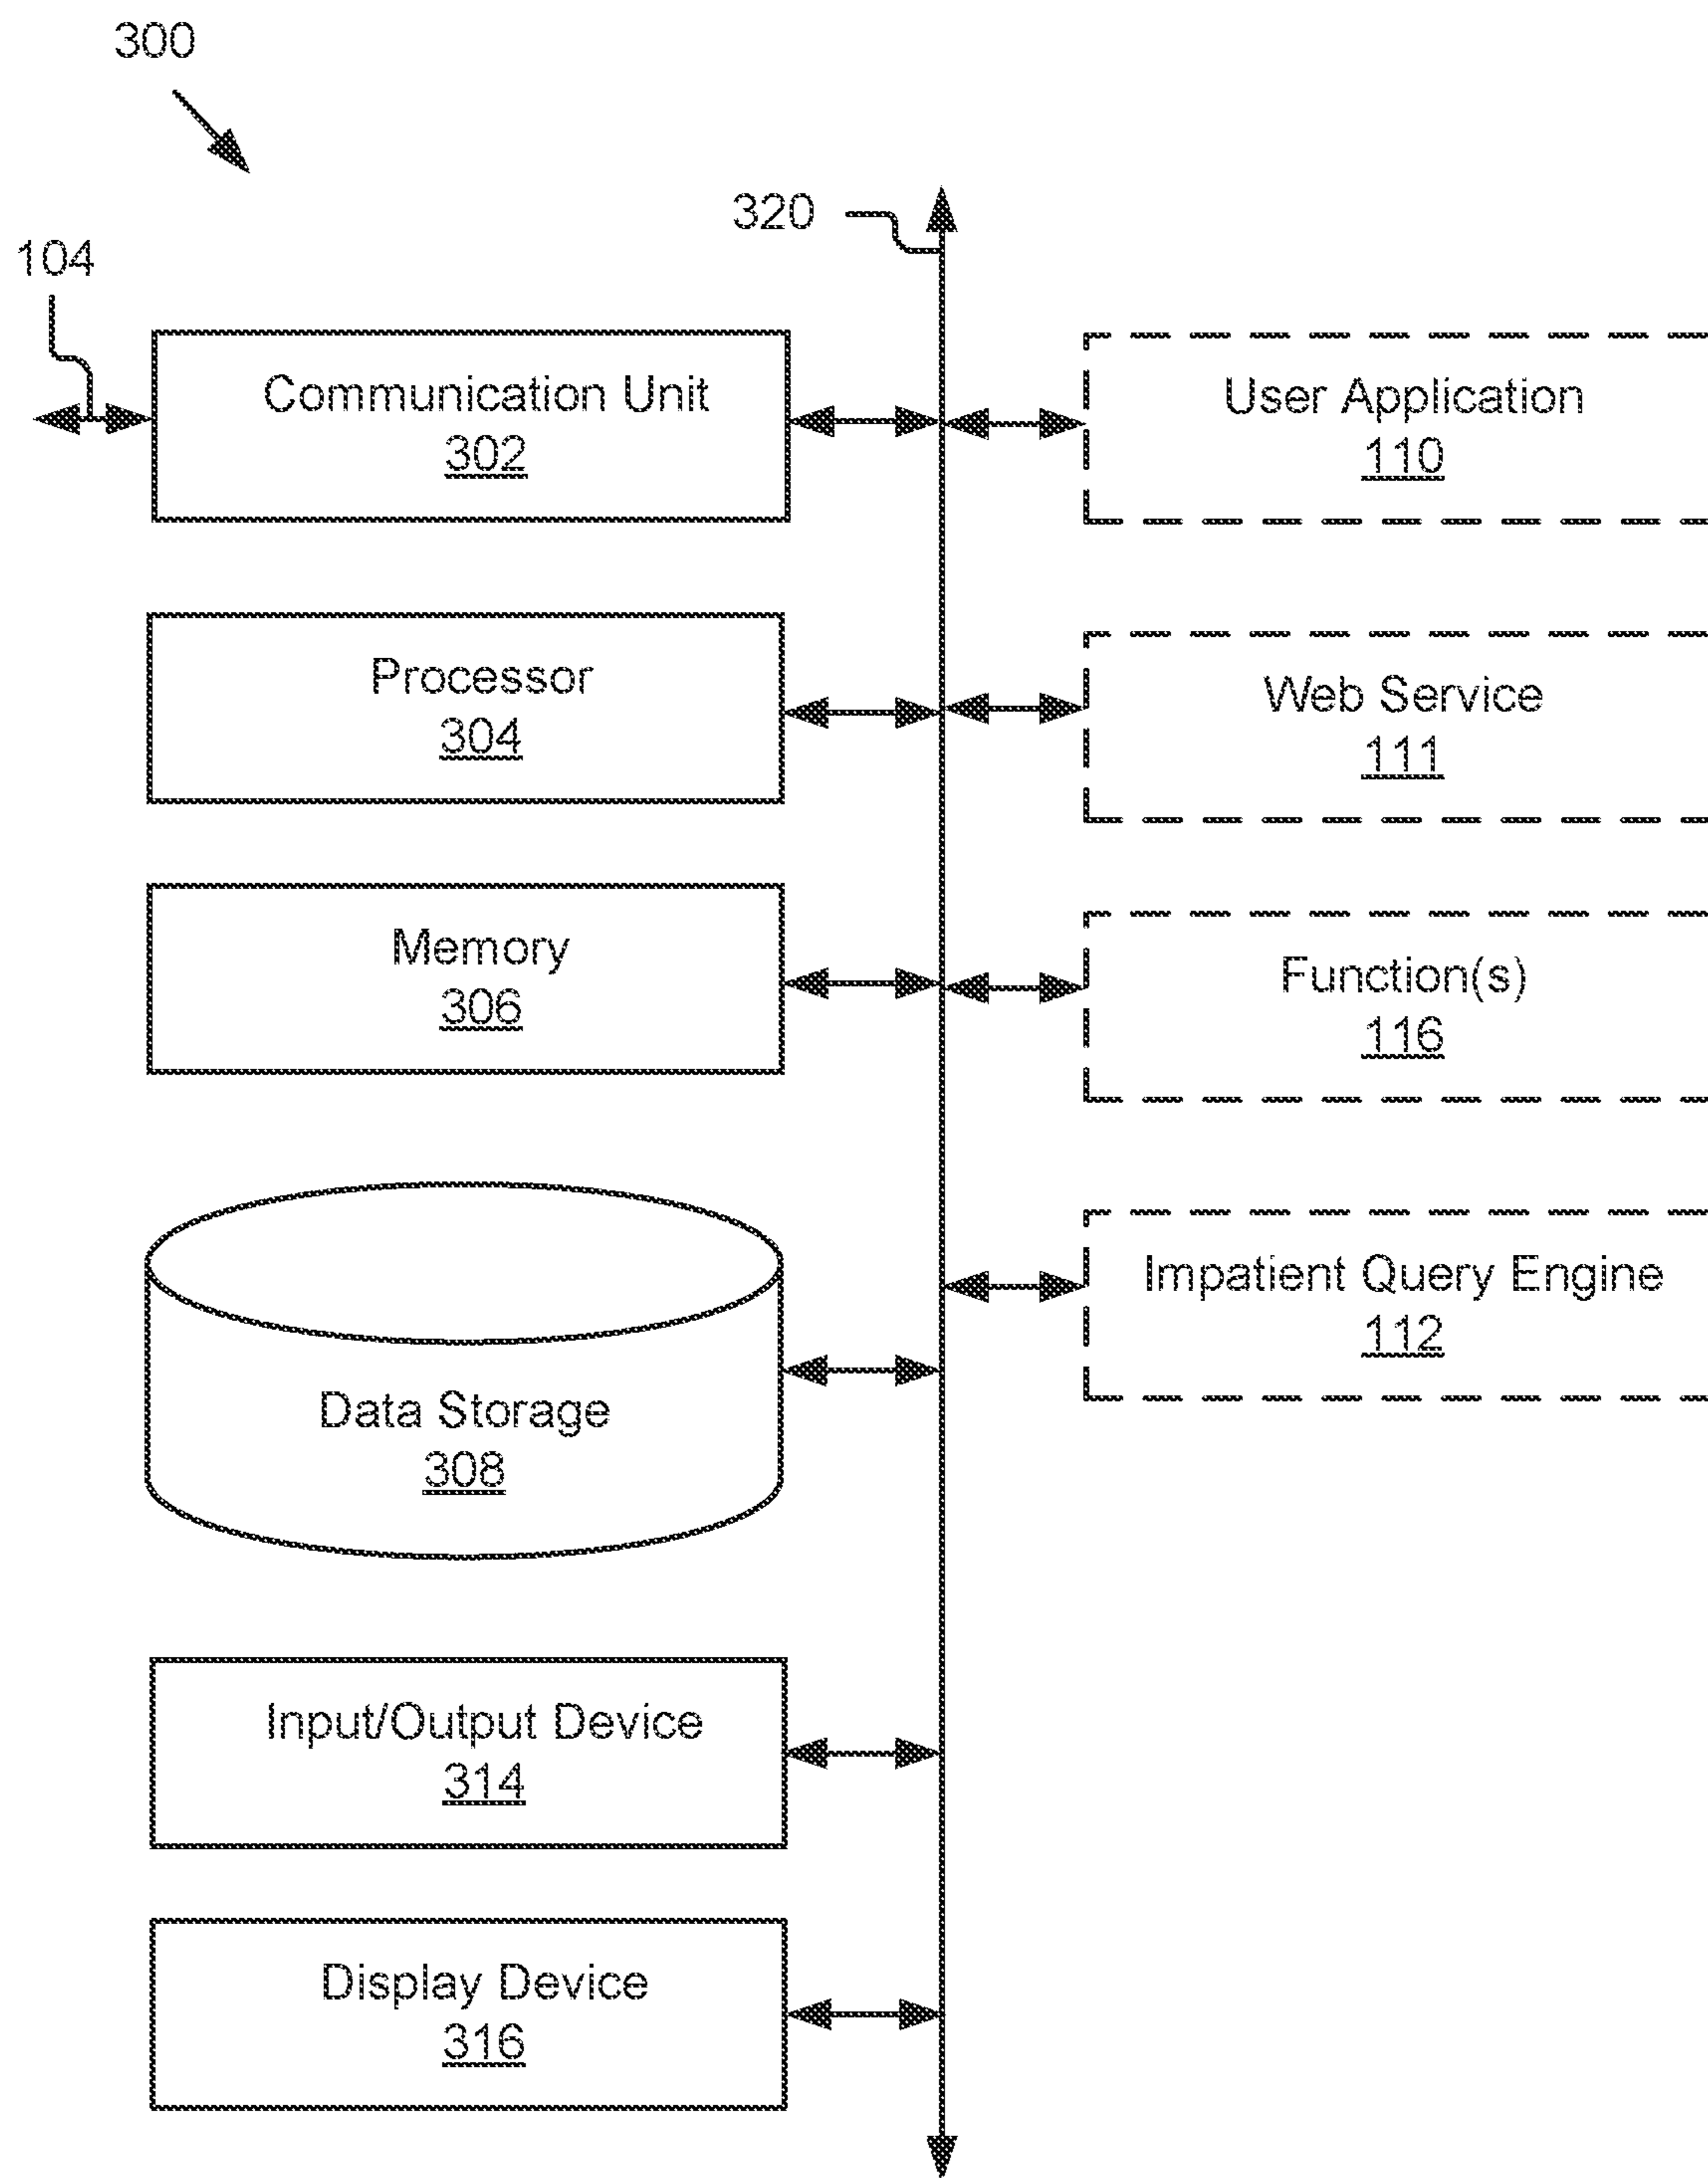 300
320
104
Communication Unit
302
User Application
110
Processor
304
Web Service
111
Memory
306
Function(s)
116
Impatient Query Engine
112
Data Storage
308
Input/Output Device
314
Display Device
316